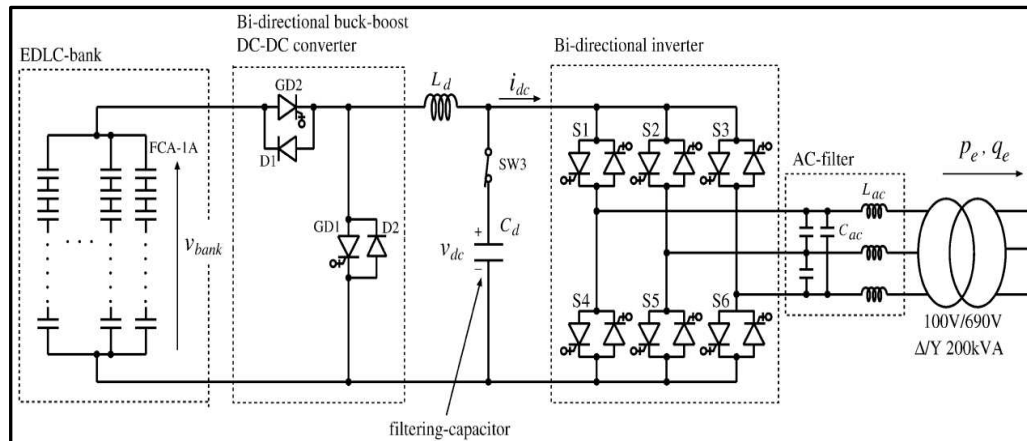 Bi-directional buck-boost
DC-DC converter
EDLC-bank
Bi-directional inverter
GD2
L_d
i_dc
S1 S2 S3
FCA-1A
D1
SW3
AC-filter
p_e , q_e
L_ac
v_bank
GD1
D2
+
C_d
v_dc
−
C_ac
S4 S5 S6
100V/690V
Δ/Y 200kVA
filtering-capacitor